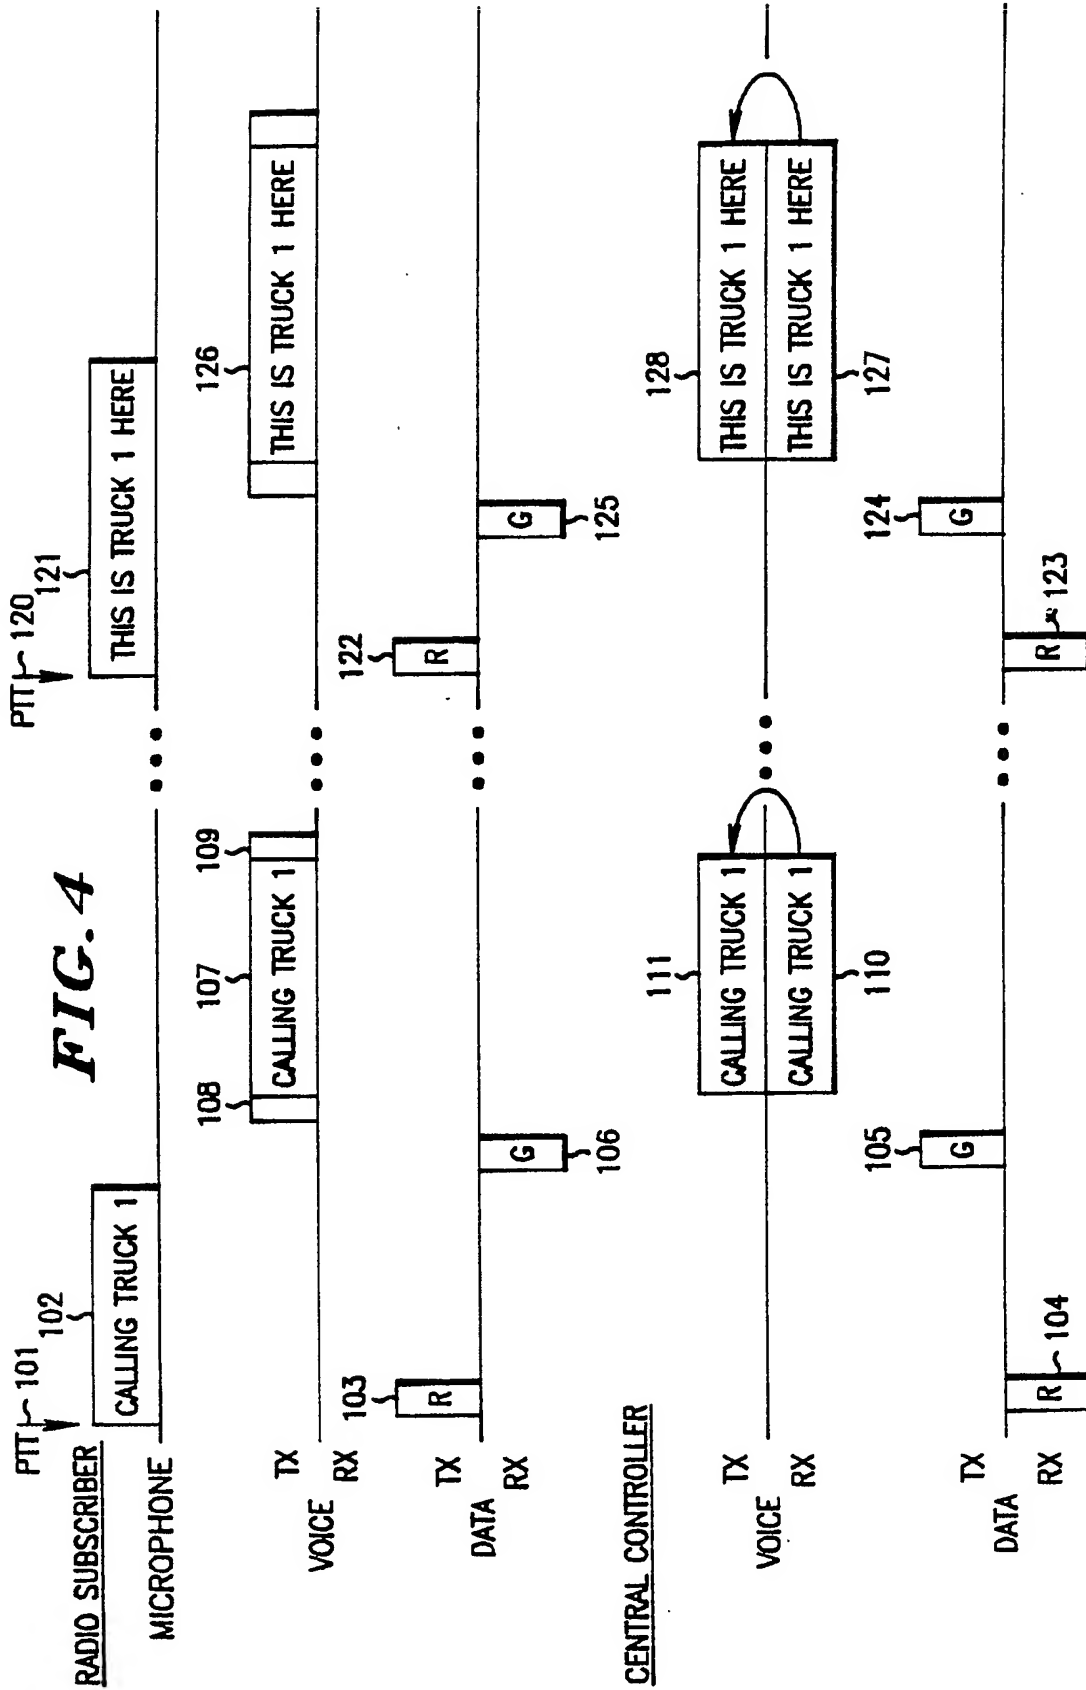 FIG. 4
RADIO SUBSCRIBER
PTT 101
PTT 120
102
121
MICROPHONE
CALLING TRUCK 1
THIS IS TRUCK 1 HERE
108
107
109
126
VOICE
TX
RX
CALLING TRUCK 1
THIS IS TRUCK 1 HERE
103
122
DATA
TX
RX
R
G
R
G
106
125
CENTRAL CONTROLLER
111
128
VOICE
TX
RX
CALLING TRUCK 1
THIS IS TRUCK 1 HERE
CALLING TRUCK 1
THIS IS TRUCK 1 HERE
110
127
105
124
DATA
TX
RX
G
G
R
104
R
123